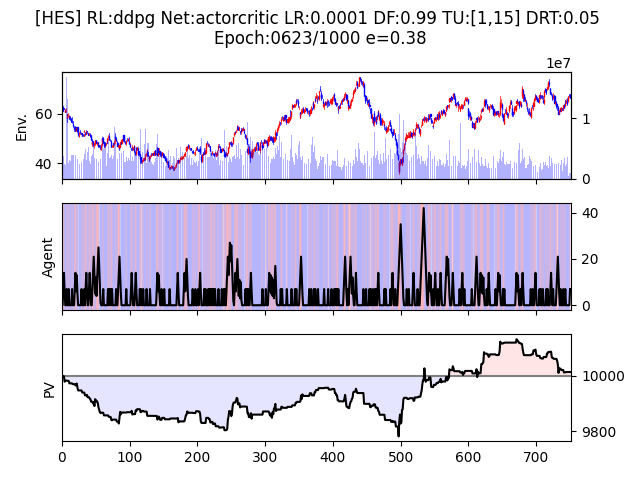 [HES] RL:ddpg Net:actorcritic LR:0.0001 DF:0.99 TU:[1,15] DRT:0.05
Epoch:0623/1000 e=0.38
1e7
Env.
60
40
1
0
Agent
40
20
0
PV
10000
9800
0 100 200 300 400 500 600 700